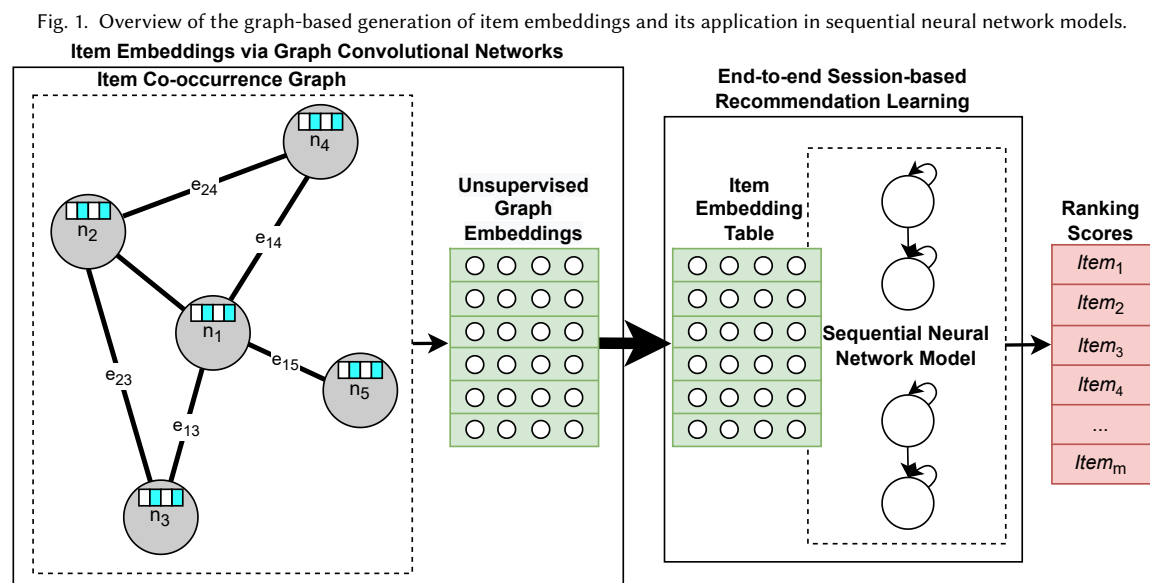 Fig. 1. Overview of the graph-based generation of item embeddings and its application in sequential neural network models.
Item Embeddings via Graph Convolutional Networks
Item Co-occurrence Graph
n4
e24
n2
e14
n1
e15
e23
n5
e13
n3
Unsupervised
Graph
Embeddings
End-to-end Session-based
Recommendation Learning
Item
Embedding
Table
Sequential Neural
Network Model
Ranking
Scores
Item1
Item2
Item3
Item4
...
Itemm